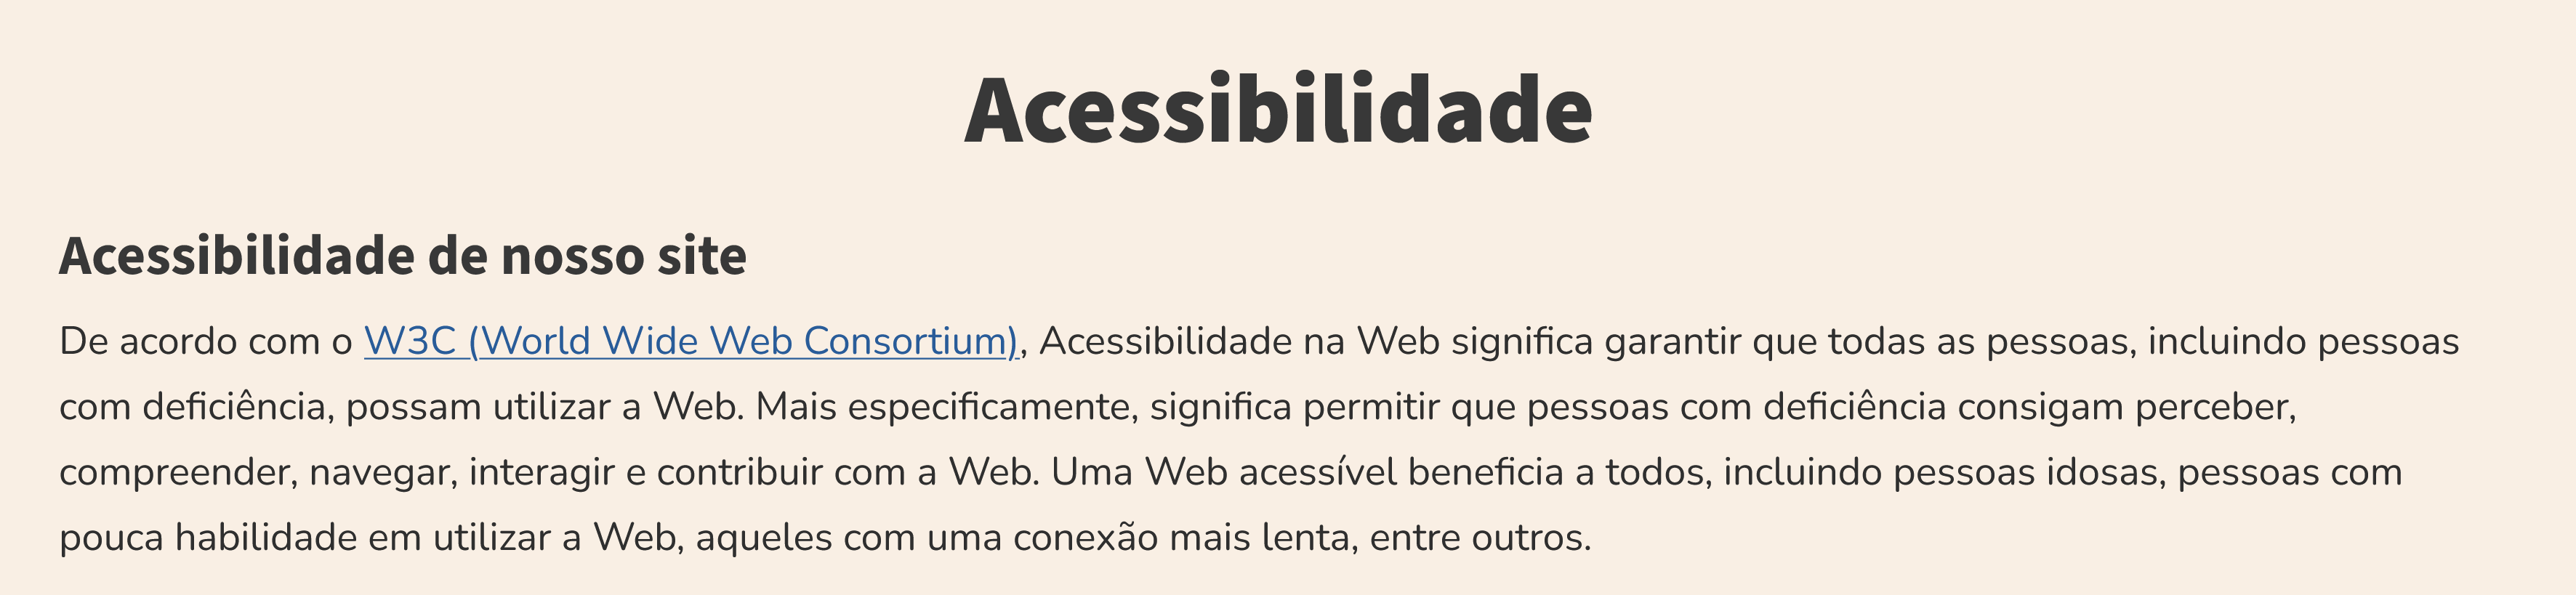 Acessibilidade
Acessibilidade de nosso site
De acordo com o W3C (World Wide Web Consortium), Acessibilidade na Web significa garantir que todas as pessoas, incluindo pessoas
com deficiência, possam utilizar a Web. Mais especificamente, significa permitir que pessoas com deficiência consigam perceber,
compreender, navegar, interagir e contribuir com a Web. Uma Web acessível beneficia a todos, incluindo pessoas idosas, pessoas com
pouca habilidade em utilizar a Web, aqueles com uma conexão mais lenta, entre outros.